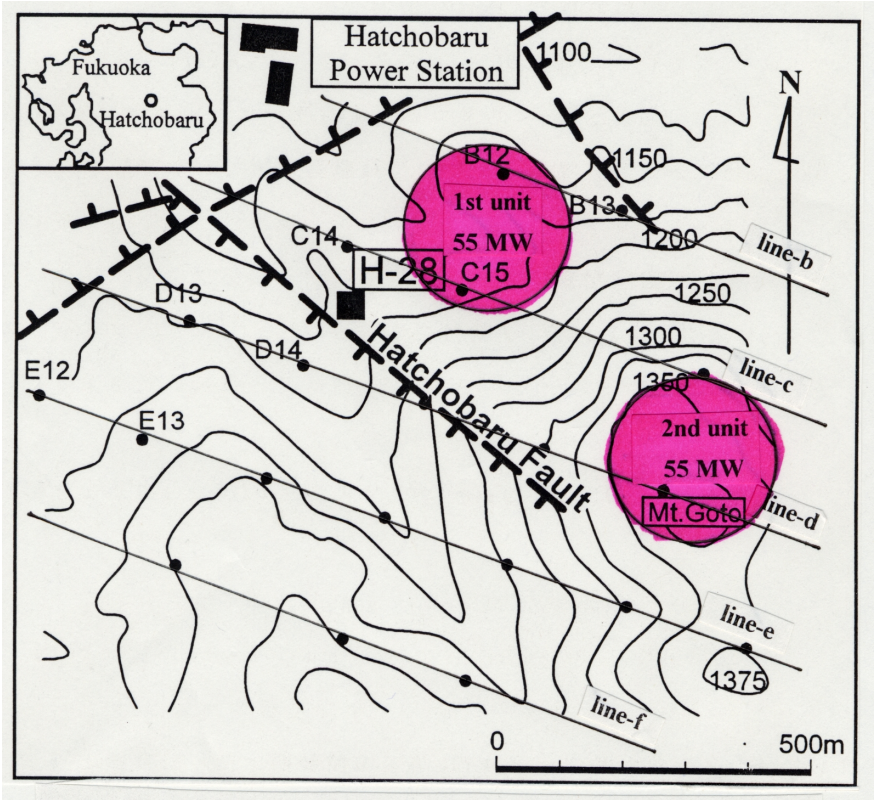 Hatchobaru
Power Station
Fukuoka
Hatchobaru
1100
N
1150
B12
1st unit
55 MW
B13
1200
line-b
C14
H-28
C15
1250
D13
1300
D14
Hatchobaru Fault
line-c
1350
E12
E13
2nd unit
55 MW
Mt.Goto
line-d
line-e
1375
line-f
0
500m